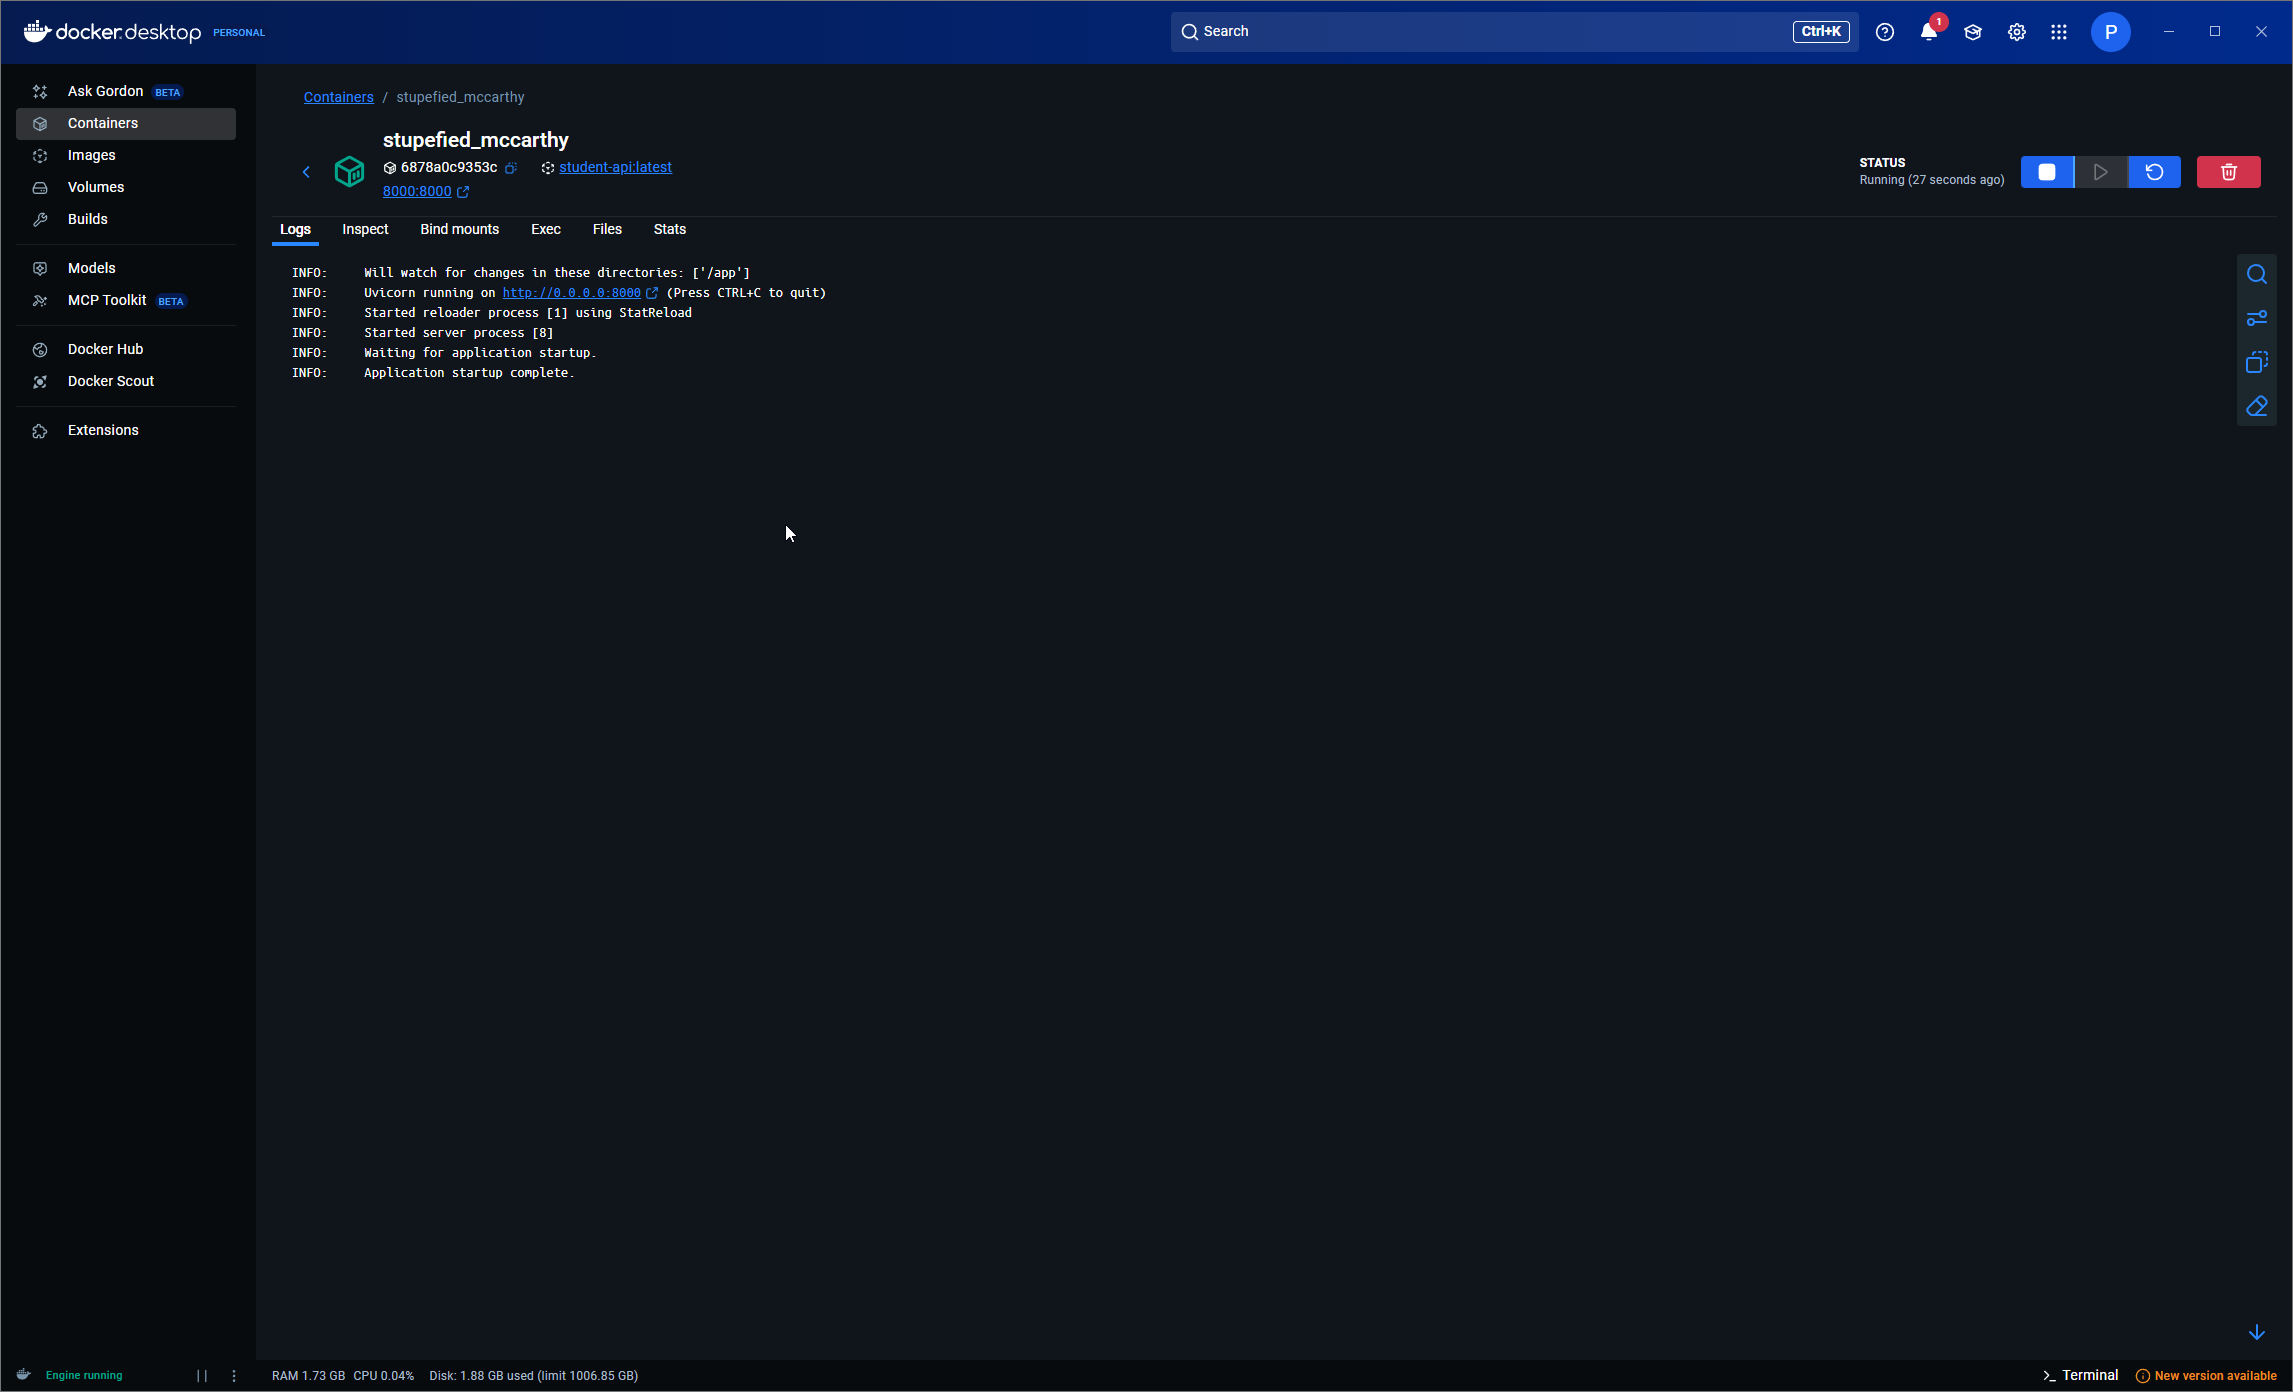 docker.desktop PERSONAL
Search
Ctrl+K
1
P
Ask Gordon BETA
Containers
Images
Volumes
Builds
Models
MCP Toolkit BETA
Docker Hub
Docker Scout
Extensions
Containers / stupefied_mccarthy
stupefied_mccarthy
6878a0c9353c student-api:latest
8000:8000
STATUS
Running (27 seconds ago)
Logs Inspect Bind mounts Exec Files Stats
INFO: Will watch for changes in these directories: ['/app']
INFO: Uvicorn running on http://0.0.0.0:8000 (Press CTRL+C to quit)
INFO: Started reloader process [1] using StatReload
INFO: Started server process [8]
INFO: Waiting for application startup.
INFO: Application startup complete.
Engine running
RAM 1.73 GB CPU 0.04% Disk: 1.88 GB used (limit 1006.85 GB)
Terminal
New version available